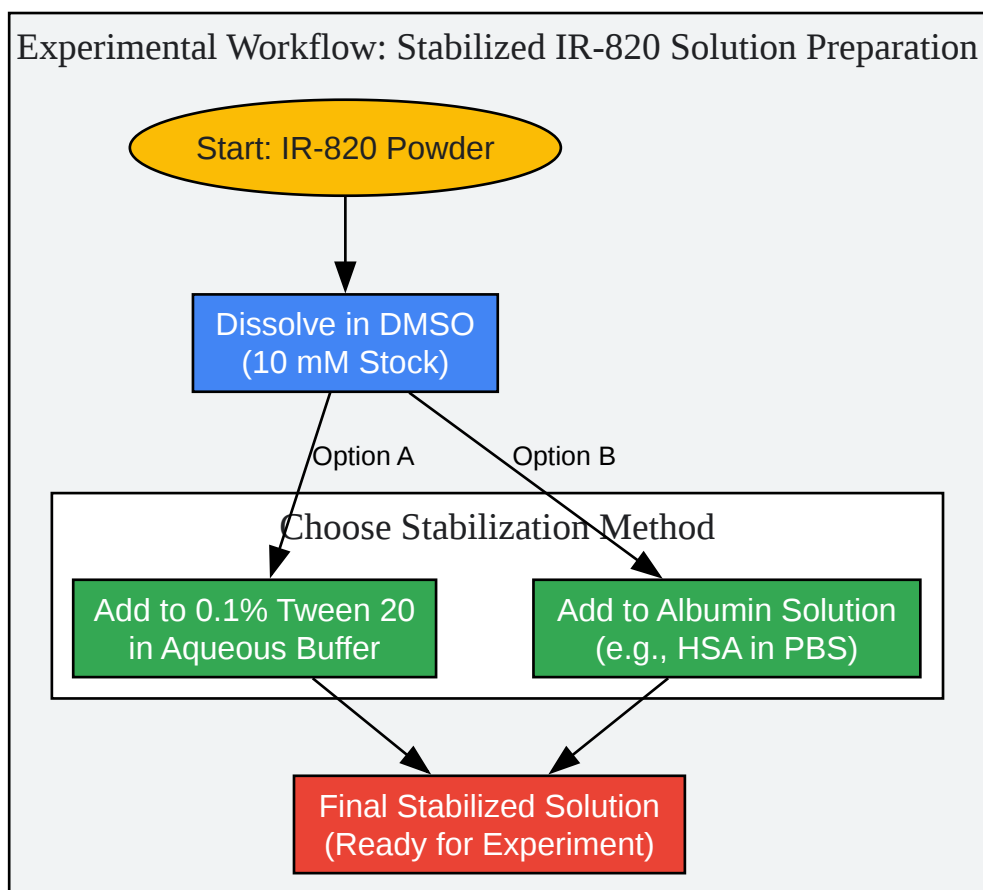 Experimental Workflow: Stabilized IR-820 Solution Preparation
Start: IR-820 Powder
Dissolve in DMSO
(10 mM Stock)
Option A
Option B
Choose Stabilization Method
Add to 0.1% Tween 20
in Aqueous Buffer
Add to Albumin Solution
(e.g., HSA in PBS)
Final Stabilized Solution
(Ready for Experiment)